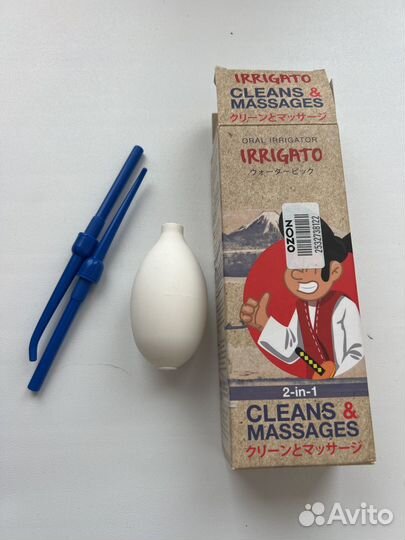 IRRIGATO
CLEANS &
MASSAGES
クリーンとマッサージ
ORAL IRRIGATOR
IRRIGATO
ウォーターピック
OZON
2532738122
2-in-1
CLEANS &
MASSAGES
クリーンとマッサージ
Avito